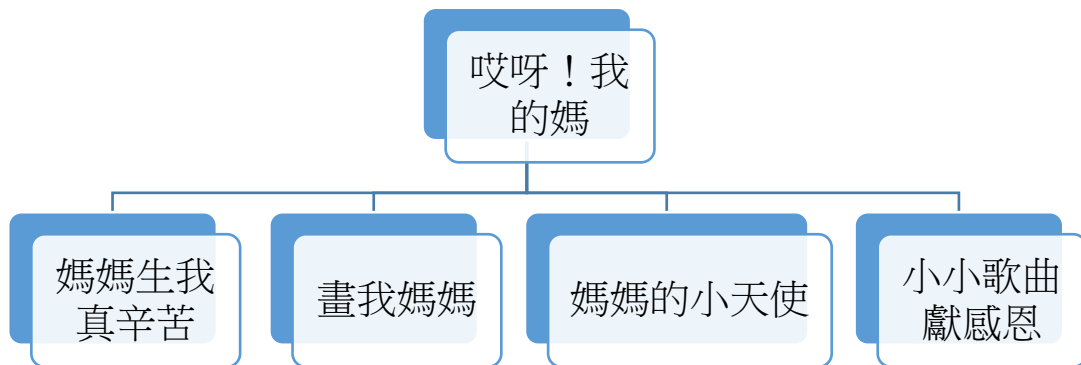 哎呀！我
的媽
媽媽生我
真辛苦
畫我媽媽
媽媽的小天使
小小歌曲
獻感恩